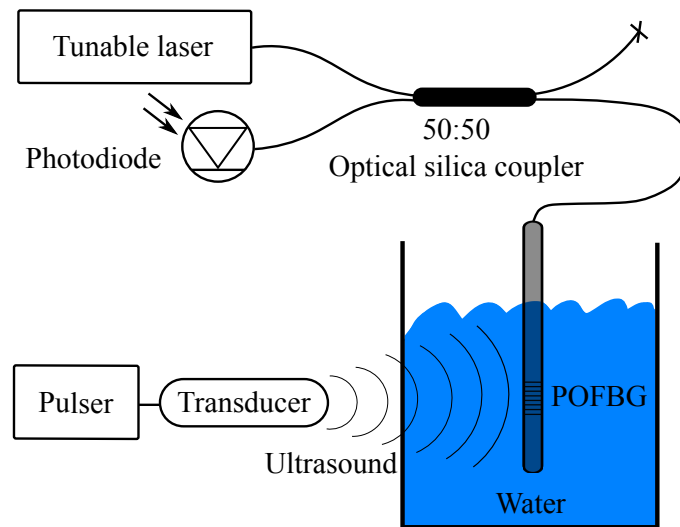 Tunable laser
Photodiode
50:50
Optical silica coupler
Pulser
Transducer
Ultrasound
POFBG
Water